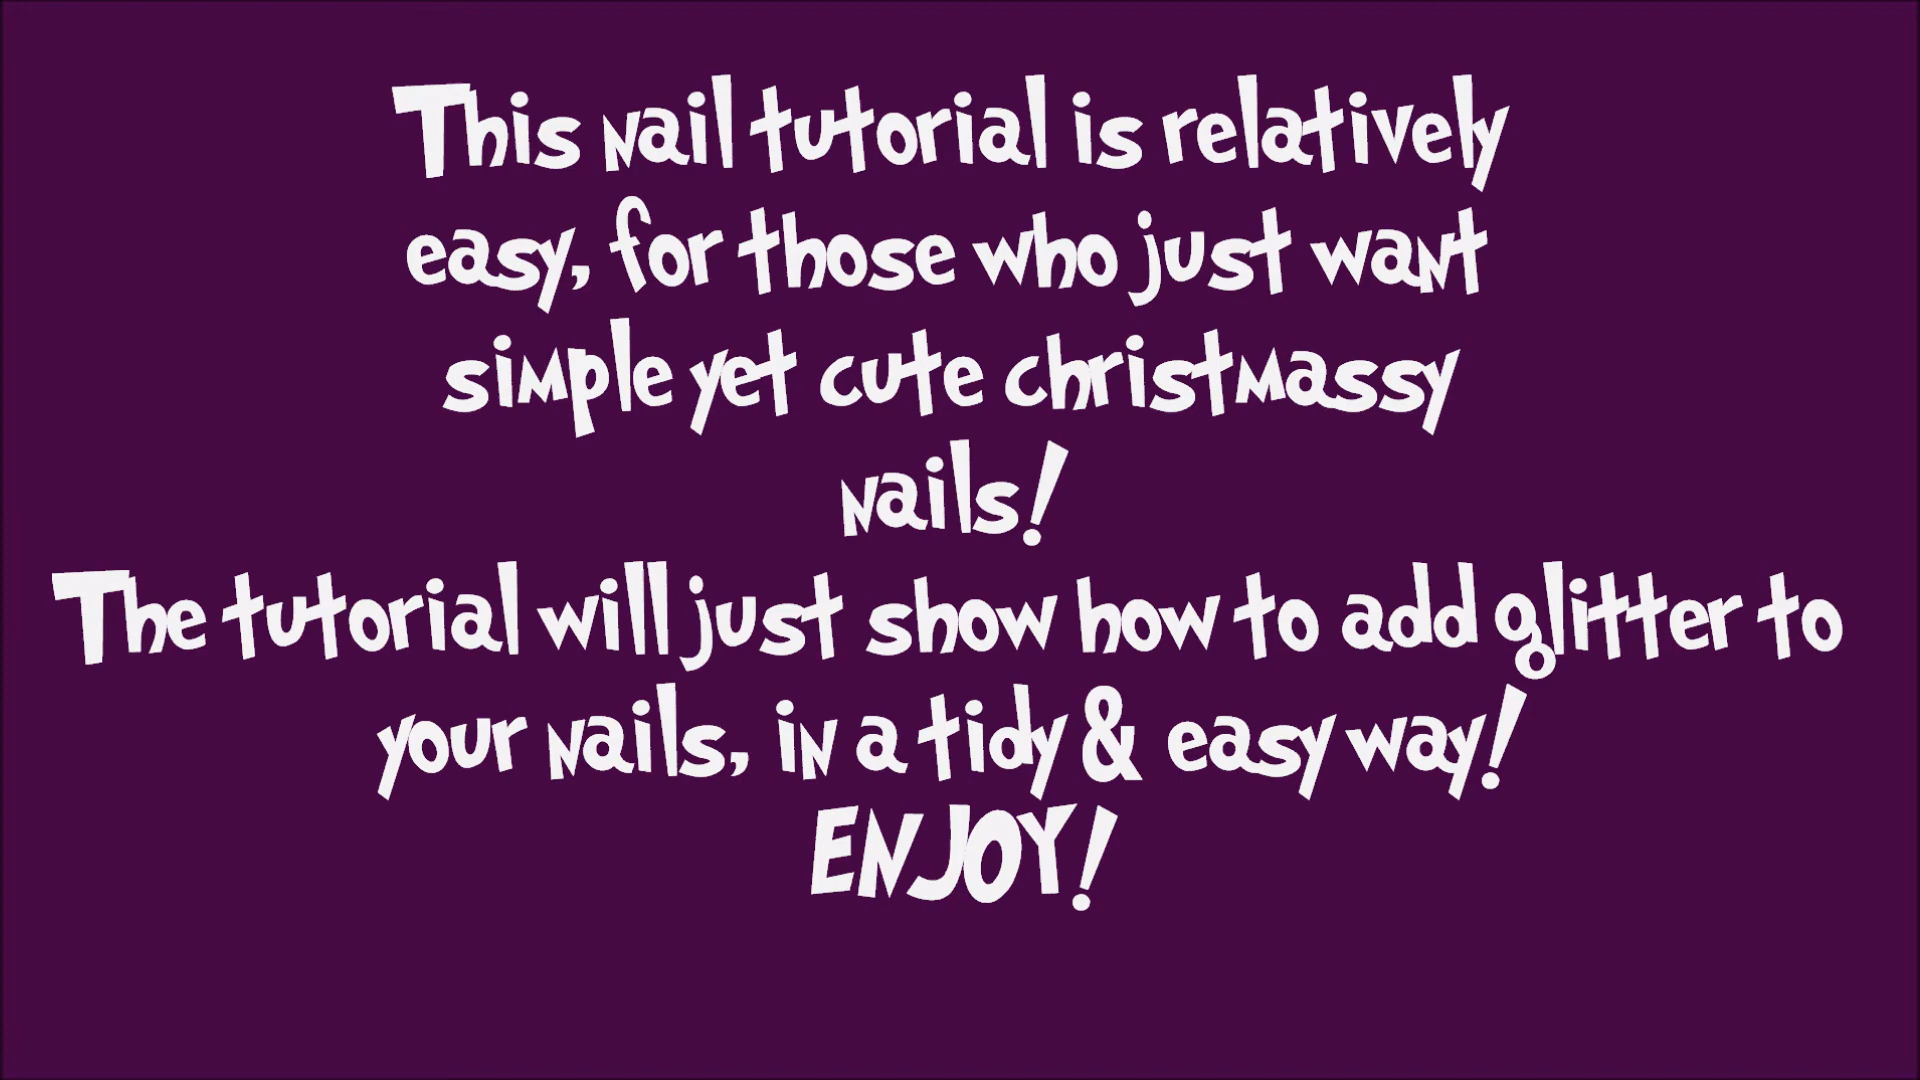 This nail tutorial is relatively
easy, for those who just want
simple yet cute christmassy
nails!
The tutorial will just show how to add glitter to
your nails, in a tidy & easy way!
ENJOY!